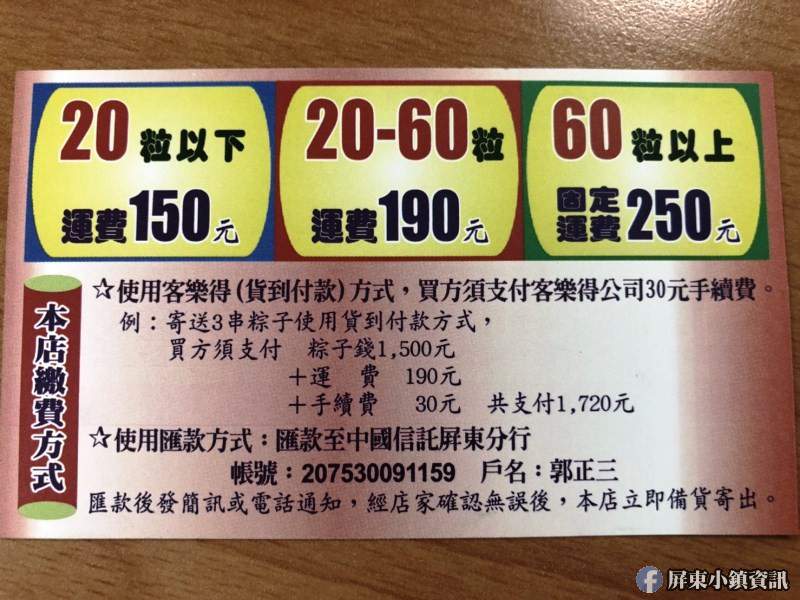 20粒以下
運費150元
20-60粒
運費190元
60粒以上
固定運費250元
本店繳費方式
☆使用客樂得(貨到付款)方式，買方須支付客樂得公司30元手續費。
例：寄送3串粽子使用貨到付款方式，
買方須支付 粽子錢1,500元
＋運 費 190元
＋手續費 30元 共支付1,720元
☆使用匯款方式：匯款至中國信託屏東分行
帳號：207530091159 戶名：郭正三
匯款後發簡訊或電話通知，經店家確認無誤後，本店立即備貨寄出。
f 屏東小鎮資訊